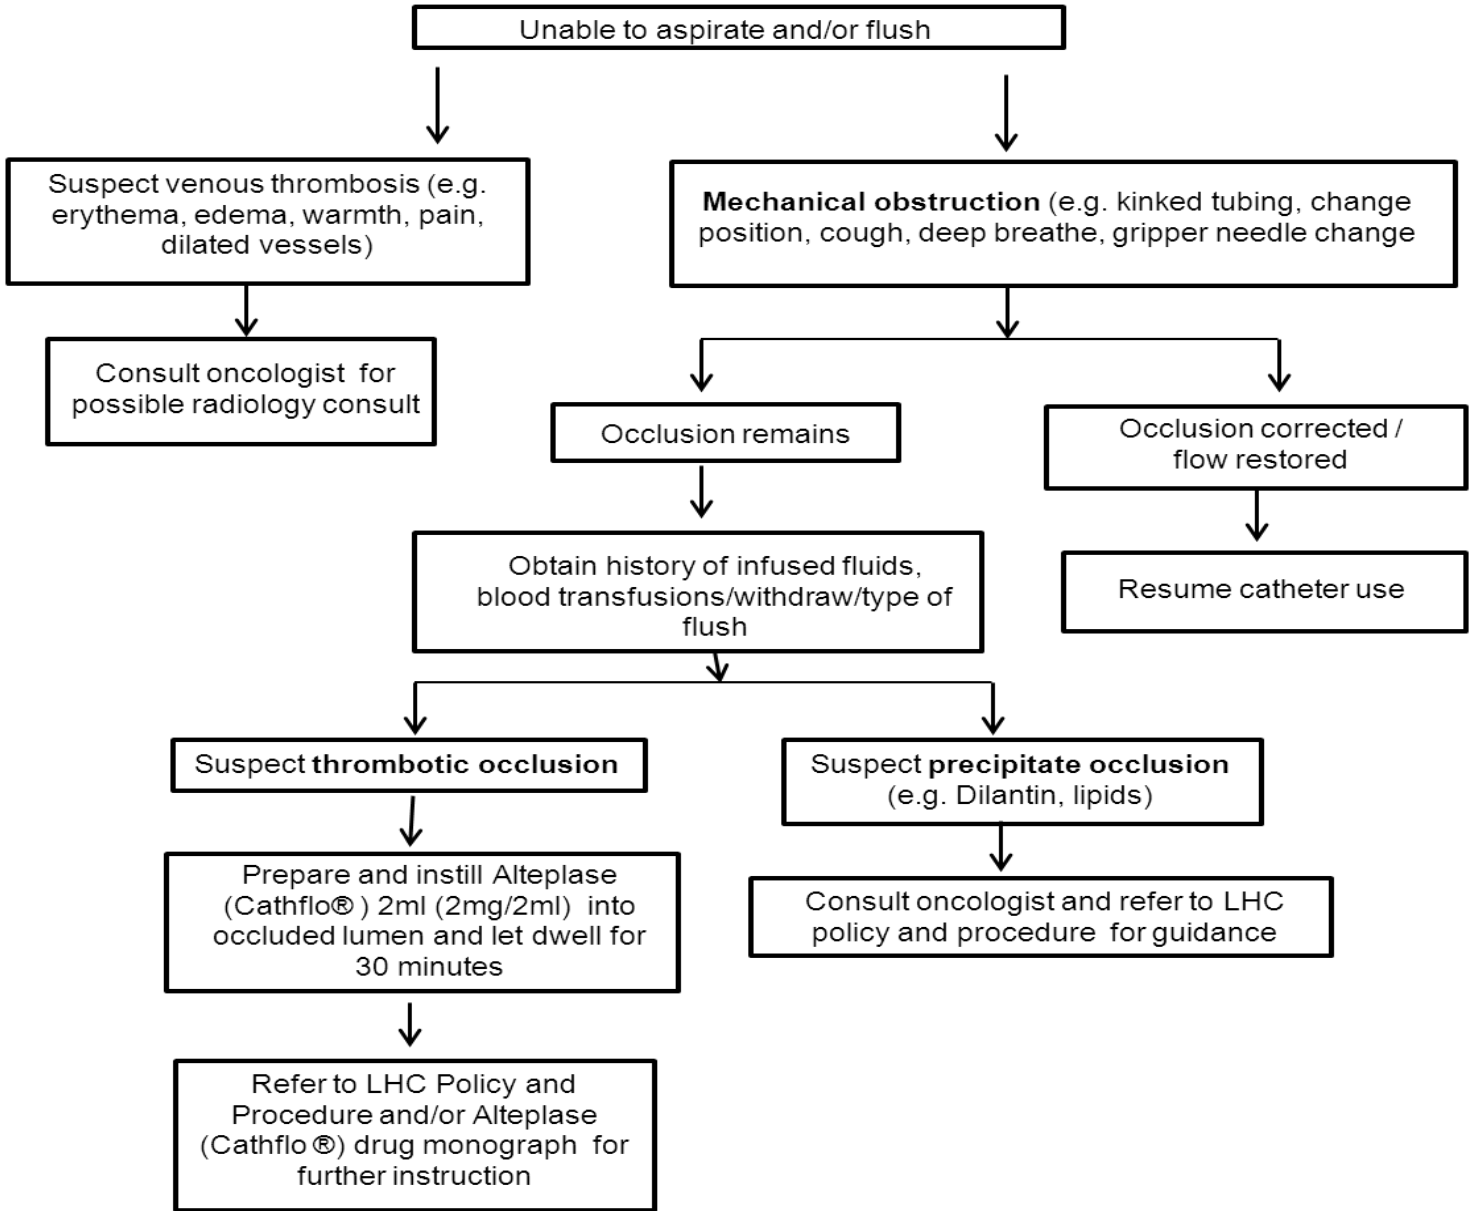 Unable to aspirate and/or flush
Suspect venous thrombosis (e.g.
erythema, edema, warmth, pain,
dilated vessels)
Mechanical obstruction (e.g. kinked tubing, change
position, cough, deep breathe, gripper needle change
Consult oncologist for
possible radiology consult
Occlusion remains
Occlusion corrected /
flow restored
Obtain history of infused fluids,
blood transfusions/withdraw/type of
flush
Resume catheter use
Suspect thrombotic occlusion
Suspect precipitate occlusion
(e.g. Dilantin, lipids)
Prepare and instill Alteplase
(Cathflo® ) 2ml (2mg/2ml) into
occluded lumen and let dwell for
30 minutes
Consult oncologist and refer to LHC
policy and procedure for guidance
Refer to LHC Policy and
Procedure and/or Alteplase
(Cathflo ®) drug monograph for
further instruction